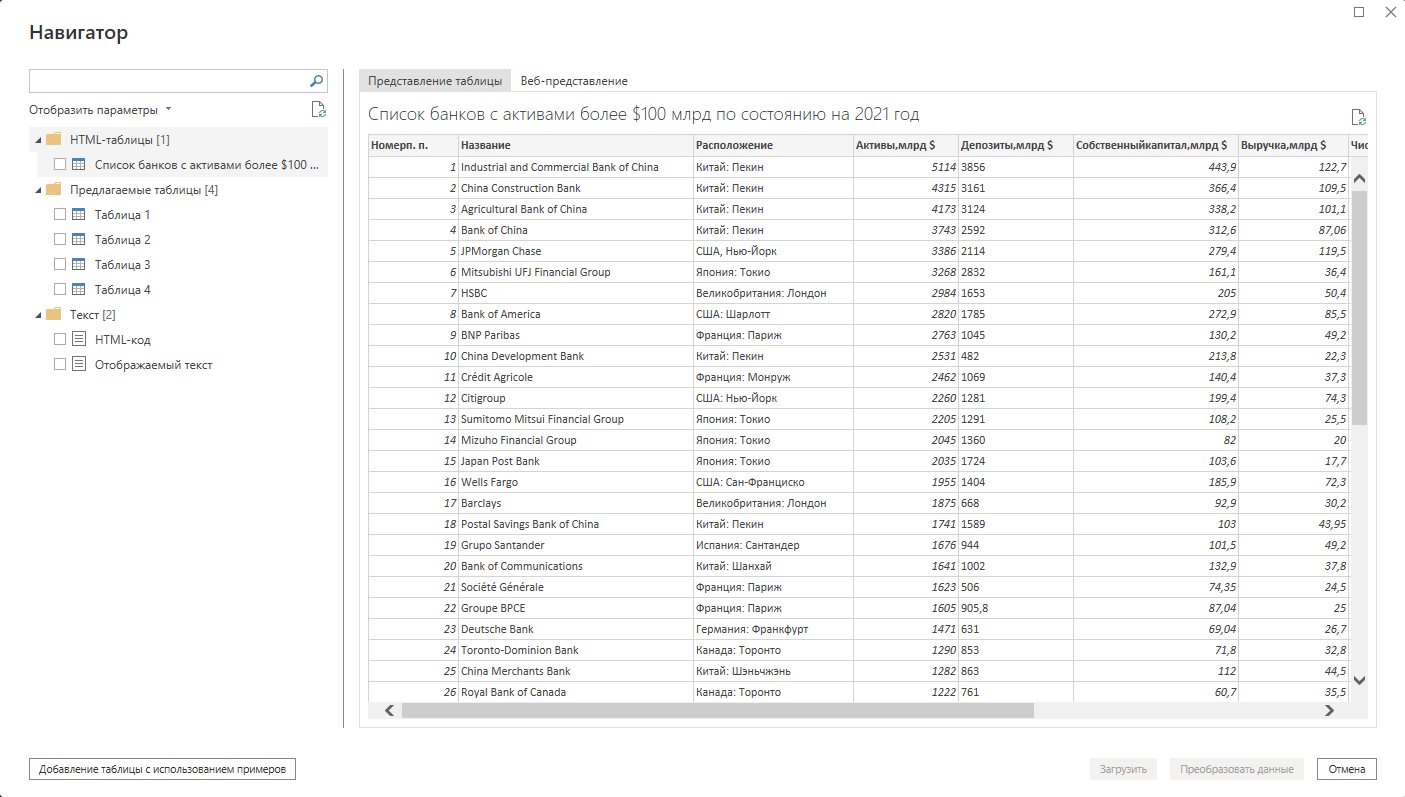 Навигатор
Отобразить параметры
HTML-таблицы [1]
Список банков с активами более $100 ...
Предлагаемые таблицы [4]
Таблица 1
Таблица 2
Таблица 3
Таблица 4
Текст [2]
HTML-код
Отображаемый текст
Представление таблицы Веб-представление
Список банков с активами более $100 млрд по состоянию на 2021 год
Номерп. п. Название Расположение Активы,млрд $ Депозиты,млрд $ Собственныйкапитал,млрд $ Выручка,млрд $ Чис
1 Industrial and Commercial Bank of China Китай: Пекин 5114 3856 443,9 122,7
2 China Construction Bank Китай: Пекин 4315 3161 366,4 109,5
3 Agricultural Bank of China Китай: Пекин 4173 3124 338,2 101,1
4 Bank of China Китай: Пекин 3743 2592 312,6 87,06
5 JPMorgan Chase США, Нью-Йорк 3386 2114 279,4 119,5
6 Mitsubishi UFJ Financial Group Япония: Токио 3268 2832 161,1 36,4
7 HSBC Великобритания: Лондон 2984 1653 205 50,4
8 Bank of America США: Шарлотт 2820 1785 272,9 85,5
9 BNP Paribas Франция: Париж 2763 1045 130,2 49,2
10 China Development Bank Китай: Пекин 2531 482 213,8 22,3
11 Crédit Agricole Франция: Монруж 2462 1069 140,4 37,3
12 Citigroup США: Нью-Йорк 2260 1281 199,4 74,3
13 Sumitomo Mitsui Financial Group Япония: Токио 2205 1291 108,2 25,5
14 Mizuho Financial Group Япония: Токио 2045 1360 82 20
15 Japan Post Bank Япония: Токио 2035 1724 103,6 17,7
16 Wells Fargo США: Сан-Франциско 1955 1404 185,9 72,3
17 Barclays Великобритания: Лондон 1875 668 92,9 30,2
18 Postal Savings Bank of China Китай: Пекин 1741 1589 103 43,95
19 Grupo Santander Испания: Сантандер 1676 944 101,5 49,2
20 Bank of Communications Китай: Шанхай 1641 1002 132,9 37,8
21 Société Générale Франция: Париж 1623 506 74,35 24,5
22 Groupe BPCE Франция: Париж 1605 905,8 87,04 25
23 Deutsche Bank Германия: Франкфурт 1471 631 69,04 26,7
24 Toronto-Dominion Bank Канада: Торонто 1290 853 71,8 32,8
25 China Merchants Bank Китай: Шэньчжэнь 1282 863 112 44,5
26 Royal Bank of Canada Канада: Торонто 1222 761 60,7 35,5
Добавление таблицы с использованием примеров
Загрузить Преобразовать данные Отмена